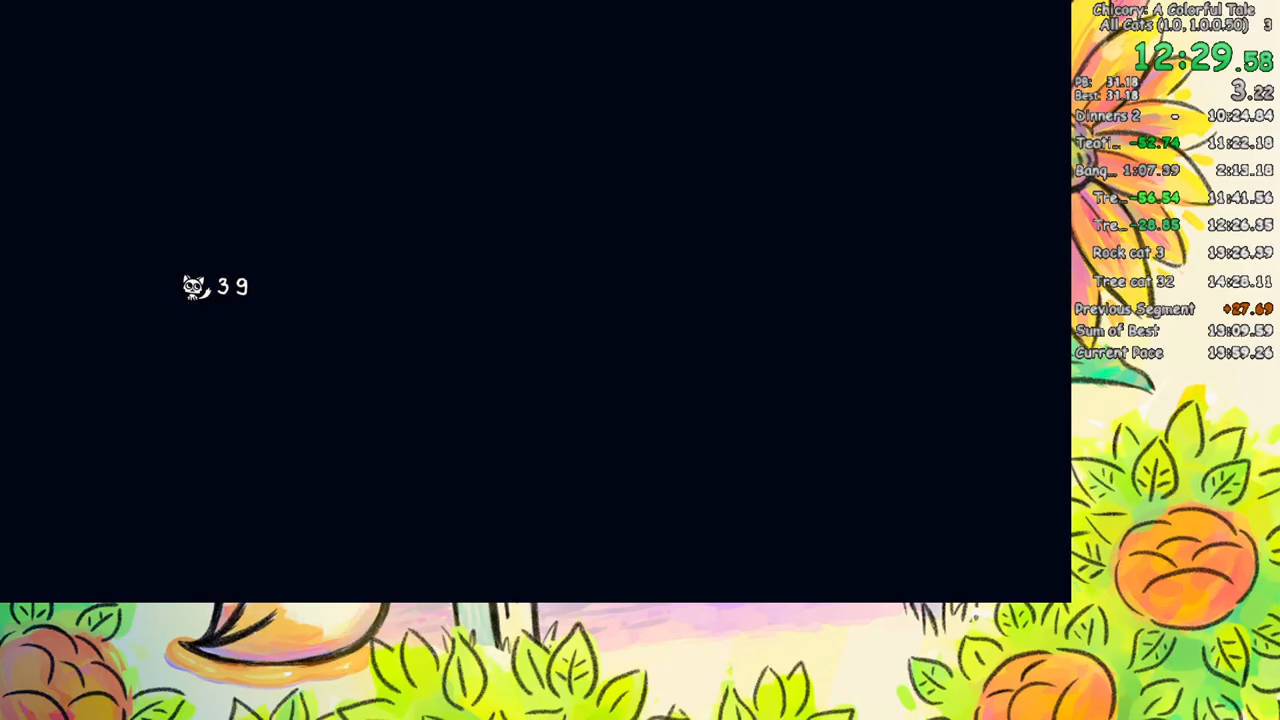 Chicory: A Colorful Tale
All Cats (1.0, 1.0.0.50) 3
12:29.58
PB: 31.18
Best: 31.18
3.22
Dinners 2 - 10:24.84
Teati... -52.74 11:22.18
Bang... 1:07.39 2:13.18
Tre... -56.54 11:41.56
Tre... -28.85 12:26.35
Rock cat 3 13:26.39
Tree cat 32 14:28.11
Previous Segment +27.69
Sum of Best 13:09.59
Current Pace 13:59.26
39